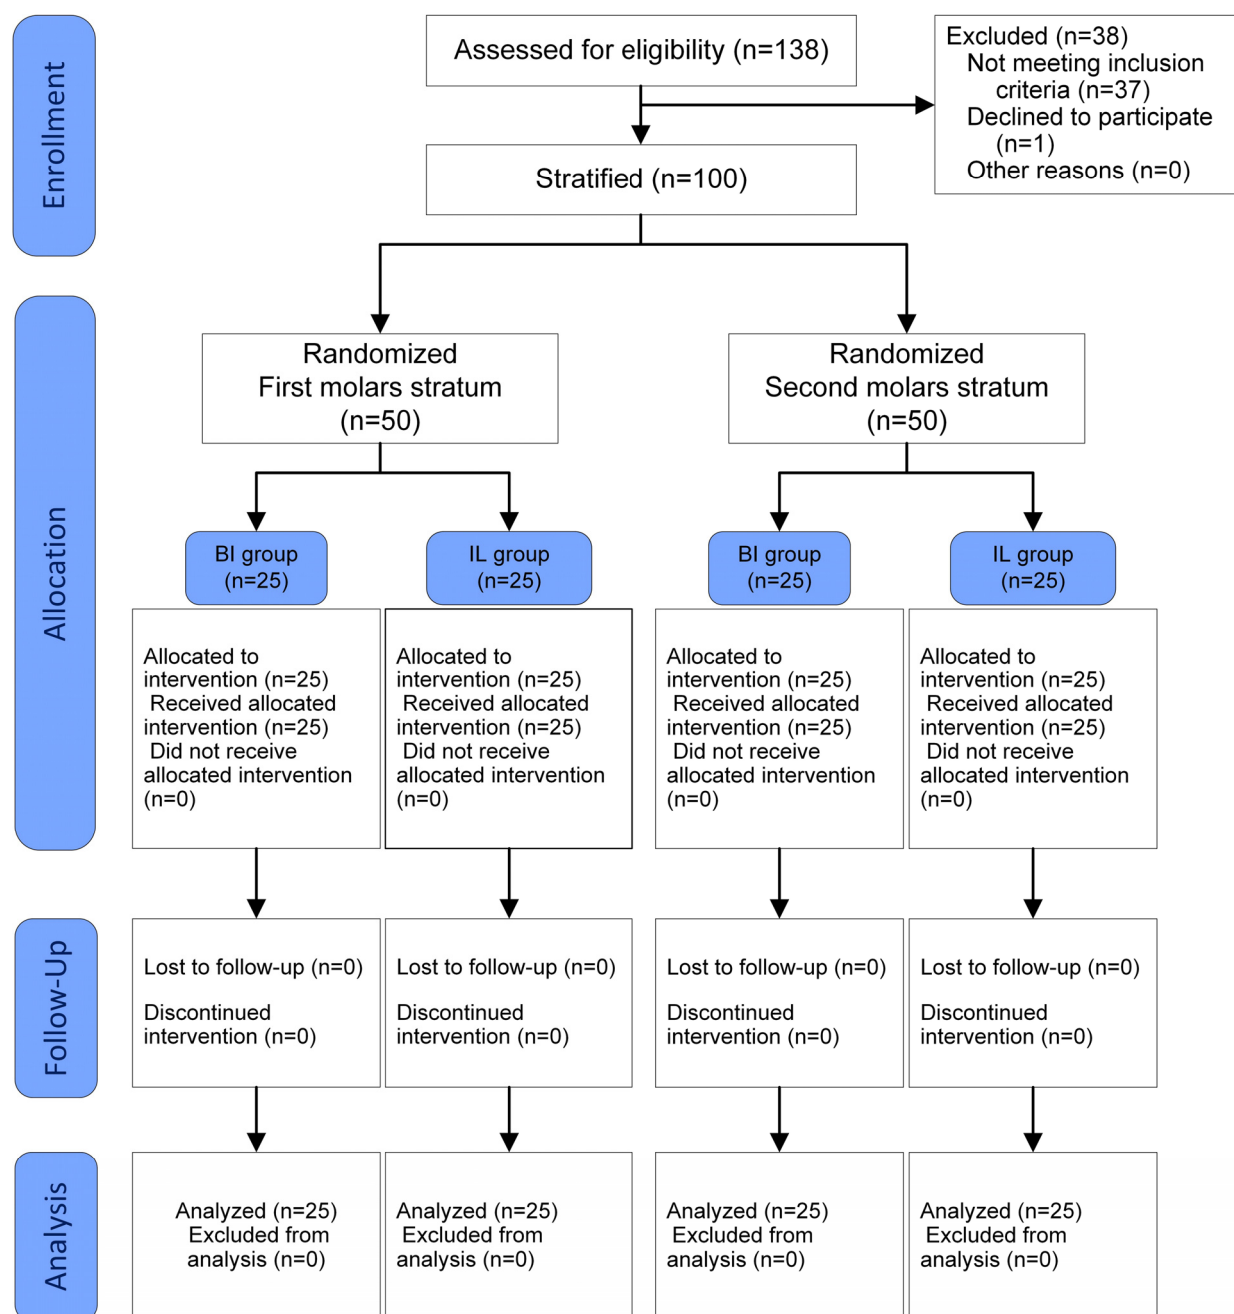 Enrollment
Assessed for eligibility (n=138)
Excluded (n=38)
Not meeting inclusion
criteria (n=37)
Declined to participate
(n=1)
Other reasons (n=0)
Stratified (n=100)
Allocation
Randomized
First molars stratum
(n=50)
Randomized
Second molars stratum
(n=50)
BI group
(n=25)
IL group
(n=25)
BI group
(n=25)
IL group
(n=25)
Allocated to
intervention (n=25)
Received allocated
intervention (n=25)
Did not receive
allocated intervention
(n=0)
Allocated to
intervention (n=25)
Received allocated
intervention (n=25)
Did not receive
allocated intervention
(n=0)
Allocated to
intervention (n=25)
Received allocated
intervention (n=25)
Did not receive
allocated intervention
(n=0)
Allocated to
intervention (n=25)
Received allocated
intervention (n=25)
Did not receive
allocated intervention
(n=0)
Follow-Up
Lost to follow-up (n=0)
Discontinued
intervention (n=0)
Lost to follow-up (n=0)
Discontinued
intervention (n=0)
Lost to follow-up (n=0)
Discontinued
intervention (n=0)
Lost to follow-up (n=0)
Discontinued
intervention (n=0)
Analysis
Analyzed (n=25)
Excluded from
analysis (n=0)
Analyzed (n=25)
Excluded from
analysis (n=0)
Analyzed (n=25)
Excluded from
analysis (n=0)
Analyzed (n=25)
Excluded from
analysis (n=0)